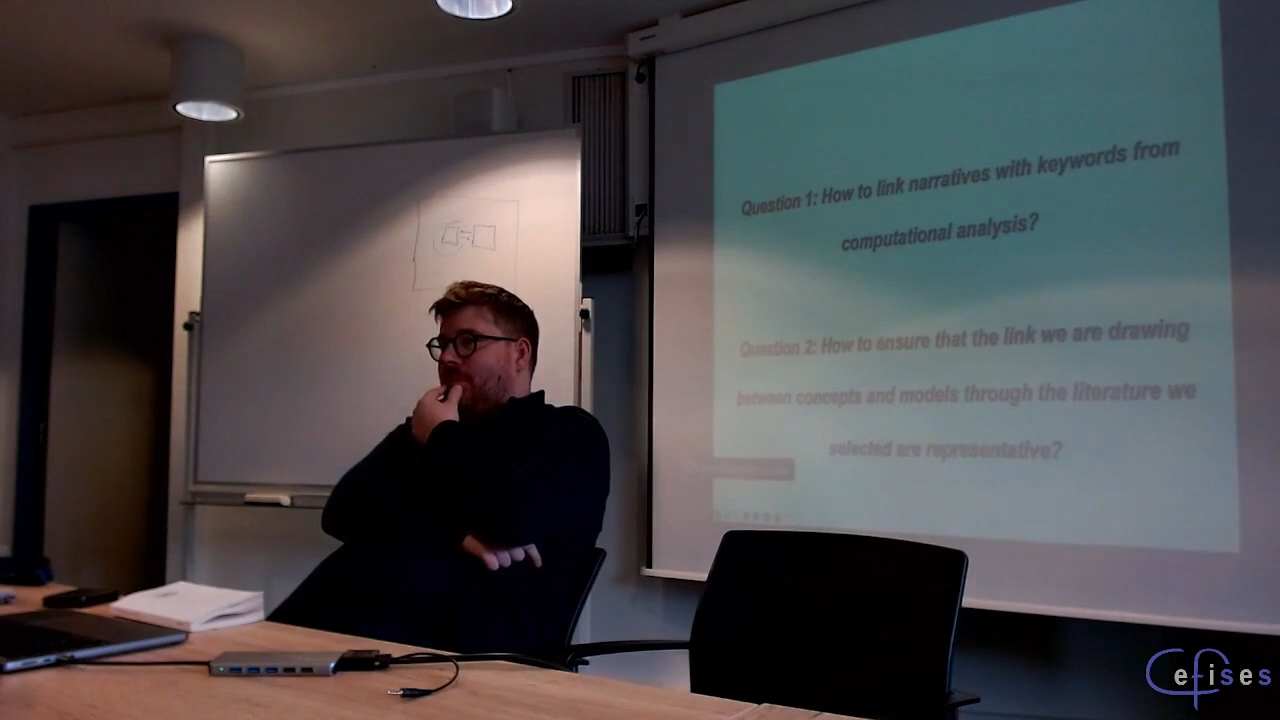 Question 1: How to link narratives with keywords from
computational analysis?
Question 2: How to ensure that the link we are drawing
between concepts and models through the literature we
selected are representative?
Cefises